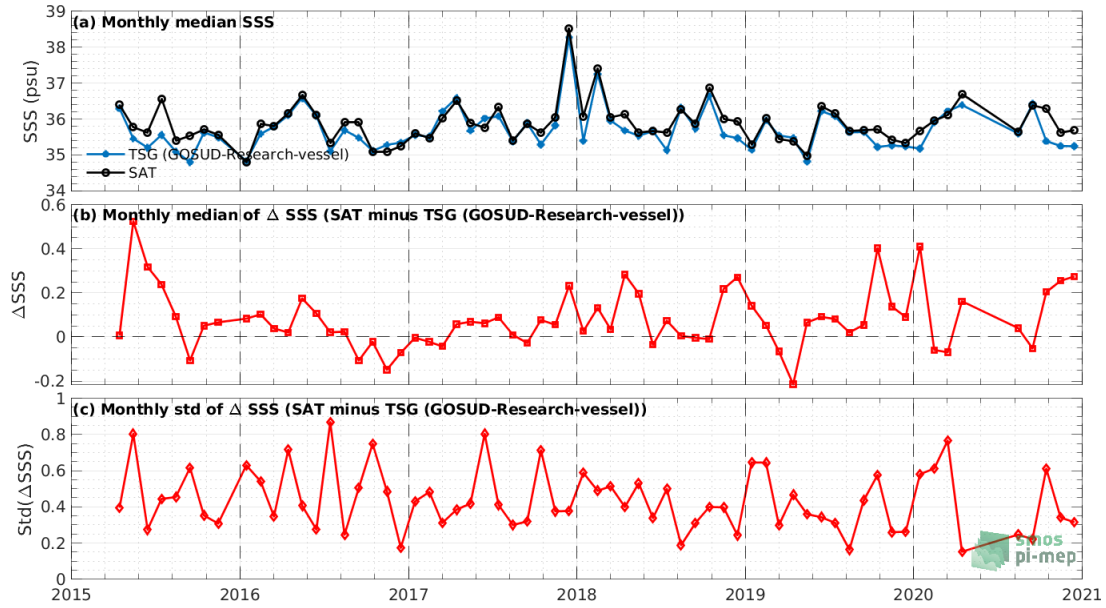 (a) Monthly median SSS
39
38
37
36
35
34
SSS (psu)
TSG (GOSUD-Research-vessel)
SAT
(b) Monthly median of Δ SSS (SAT minus TSG (GOSUD-Research-vessel))
0.6
0.4
0.2
0
-0.2
ΔSSS
(c) Monthly std of Δ SSS (SAT minus TSG (GOSUD-Research-vessel))
1
0.8
0.6
0.4
0.2
0
Std(ΔSSS)
smos
pi-mep
2015 2016 2017 2018 2019 2020 2021